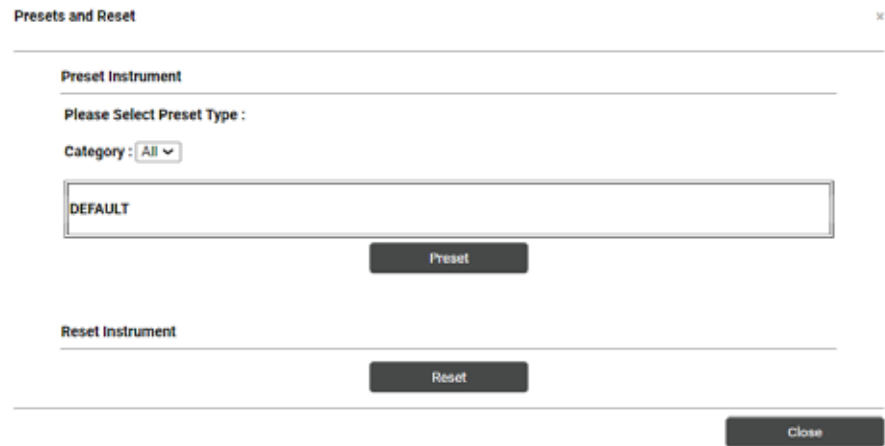 Presets and Reset
×
Preset Instrument
Please Select Preset Type :
Category : All
DEFAULT
Preset
Reset Instrument
Reset
Close